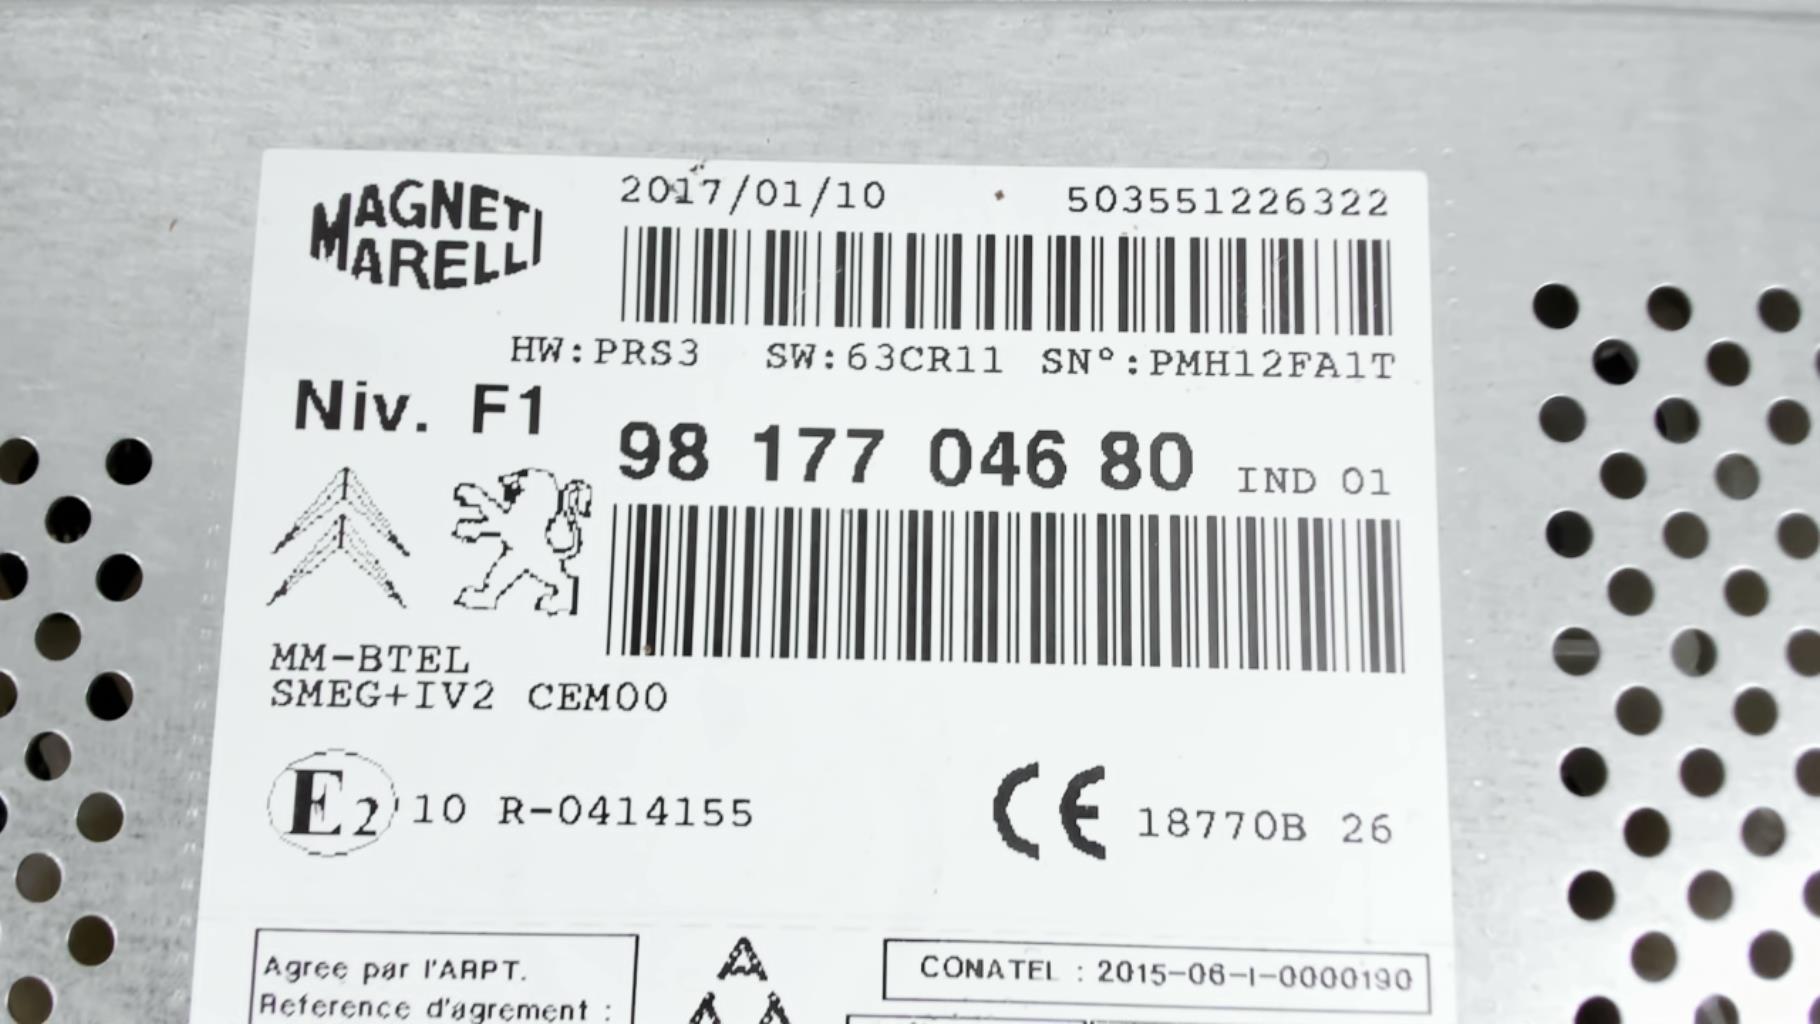 MAGNETI
MARELLI
2017/01/10 503551226322
HW:PRS3 SW:63CR11 SN°:PMH12FA1T
Niv. F1
98 177 046 80 IND 01
MM-BTEL
SMEG+IV2 CEM00
E2 10 R-0414155
CE 18770B 26
Agree par l'ARPT.
Reference d'agrement :
CONATEL : 2015-06-I-0000190